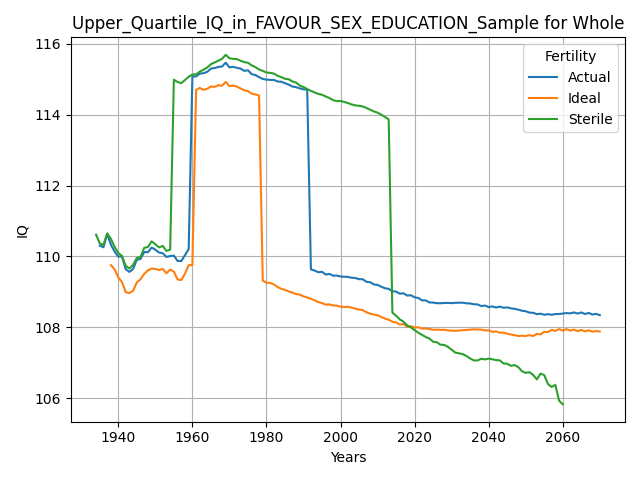 Upper_Quartile_IQ_in_FAVOUR_SEX_EDUCATION_Sample for Whole
116
114
112
110
108
106
IQ
Fertility
Actual
Ideal
Sterile
1940 1960 1980 2000 2020 2040 2060
Years